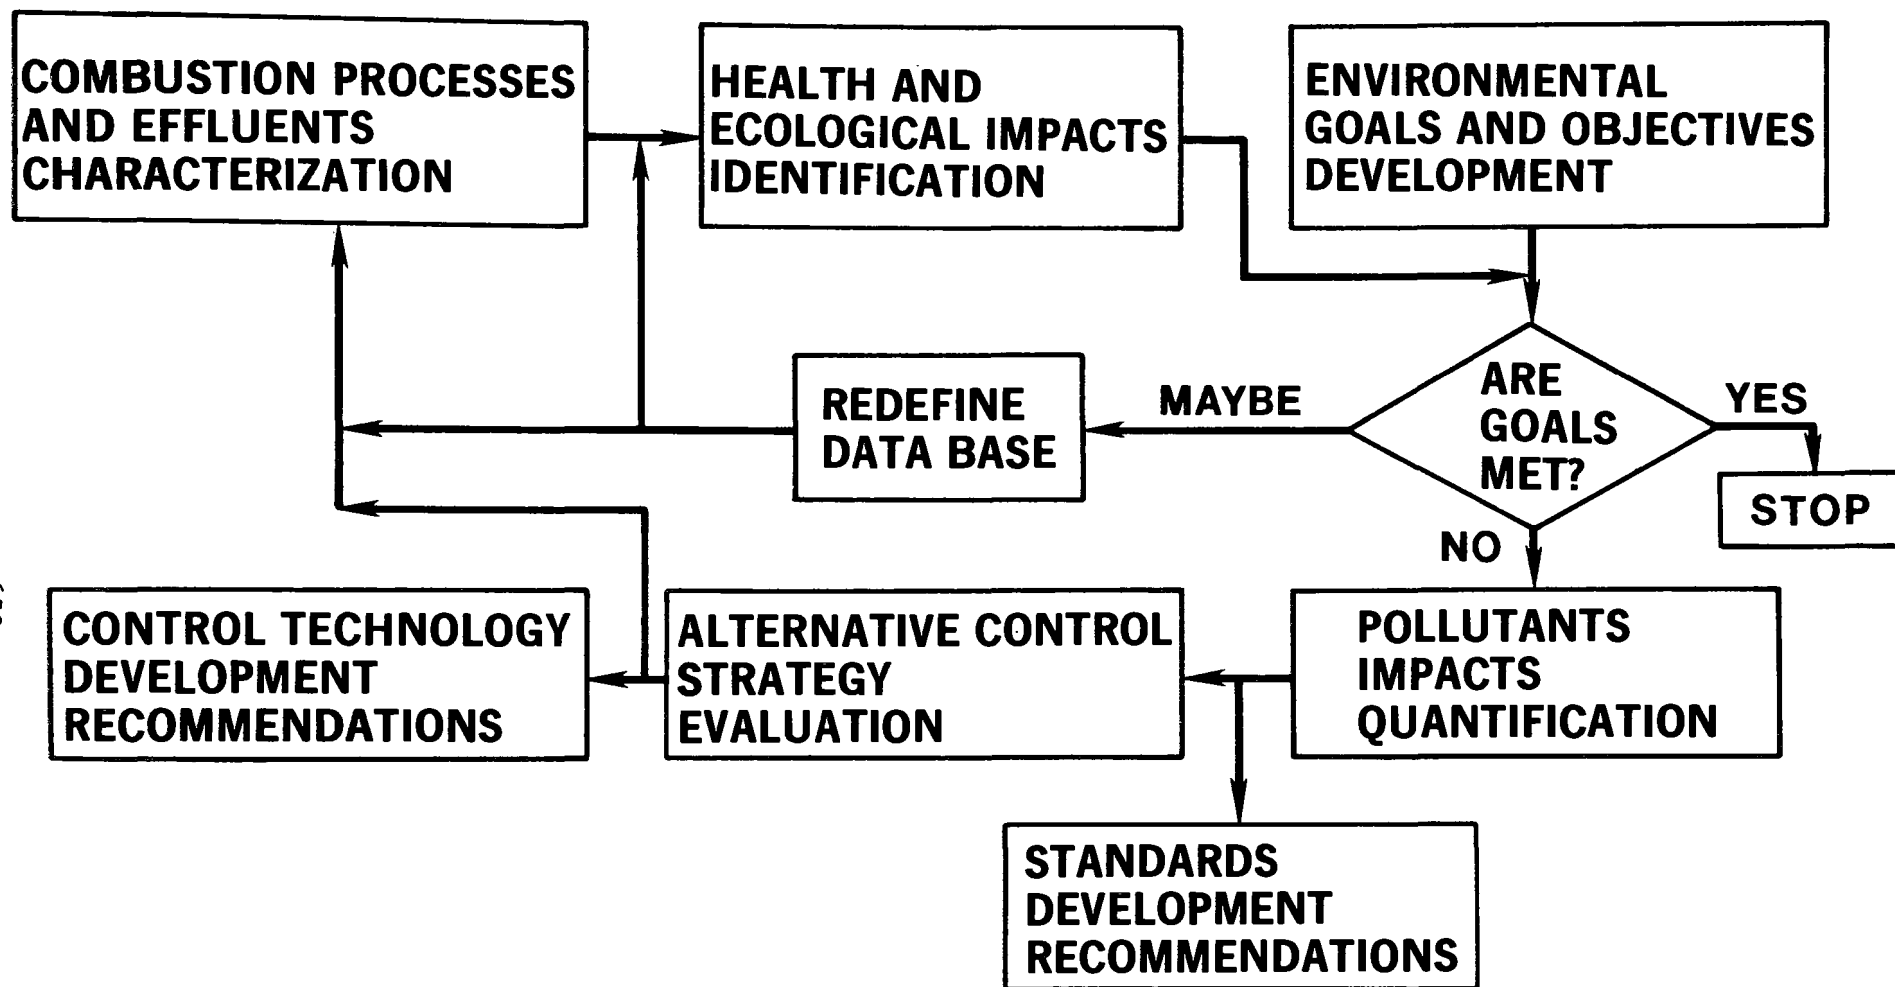 COMBUSTION PROCESSES
AND EFFLUENTS
CHARACTERIZATION
HEALTH AND
ECOLOGICAL IMPACTS
IDENTIFICATION
ENVIRONMENTAL
GOALS AND OBJECTIVES
DEVELOPMENT
REDEFINE
DATA BASE
MAYBE
ARE
GOALS
MET?
YES
STOP
NO
CONTROL TECHNOLOGY
DEVELOPMENT
RECOMMENDATIONS
ALTERNATIVE CONTROL
STRATEGY
EVALUATION
POLLUTANTS
IMPACTS
QUANTIFICATION
STANDARDS
DEVELOPMENT
RECOMMENDATIONS